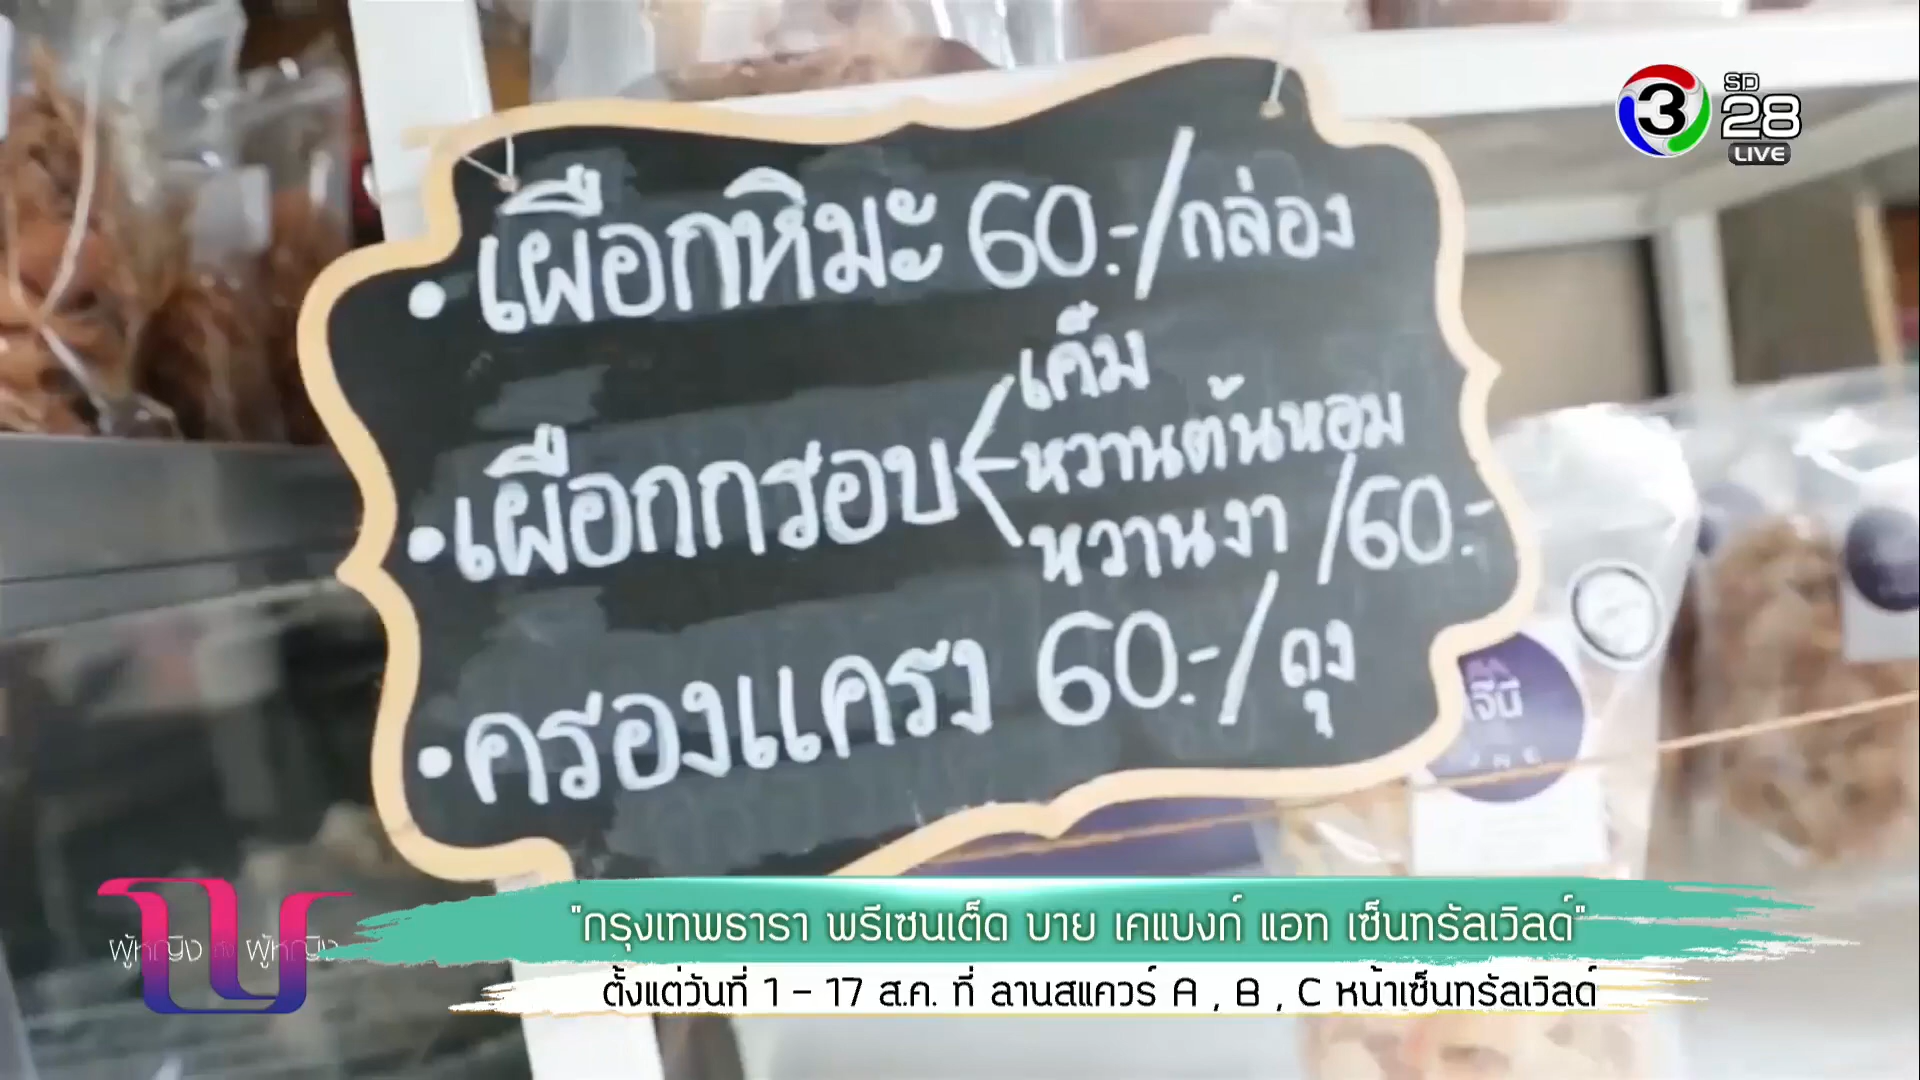 3 SD
28
LIVE
• เผือกหิมะ 60.-/กล่อง
• เผือกกรอบ < เค็ม
หวานต้นหอม
หวานงา /60.-
• ครองแครง 60.-/ถุง
เจ๊นี
ผู้หญิง ถึง ผู้หญิง
"กรุงเทพธารา พรีเซนเต็ด บาย เคแบงก์ แอท เซ็นทรัลเวิลด์"
ตั้งแต่วันที่ 1 - 17 ส.ค. ที่ ลานสแควร์ A , B , C หน้าเซ็นทรัลเวิลด์